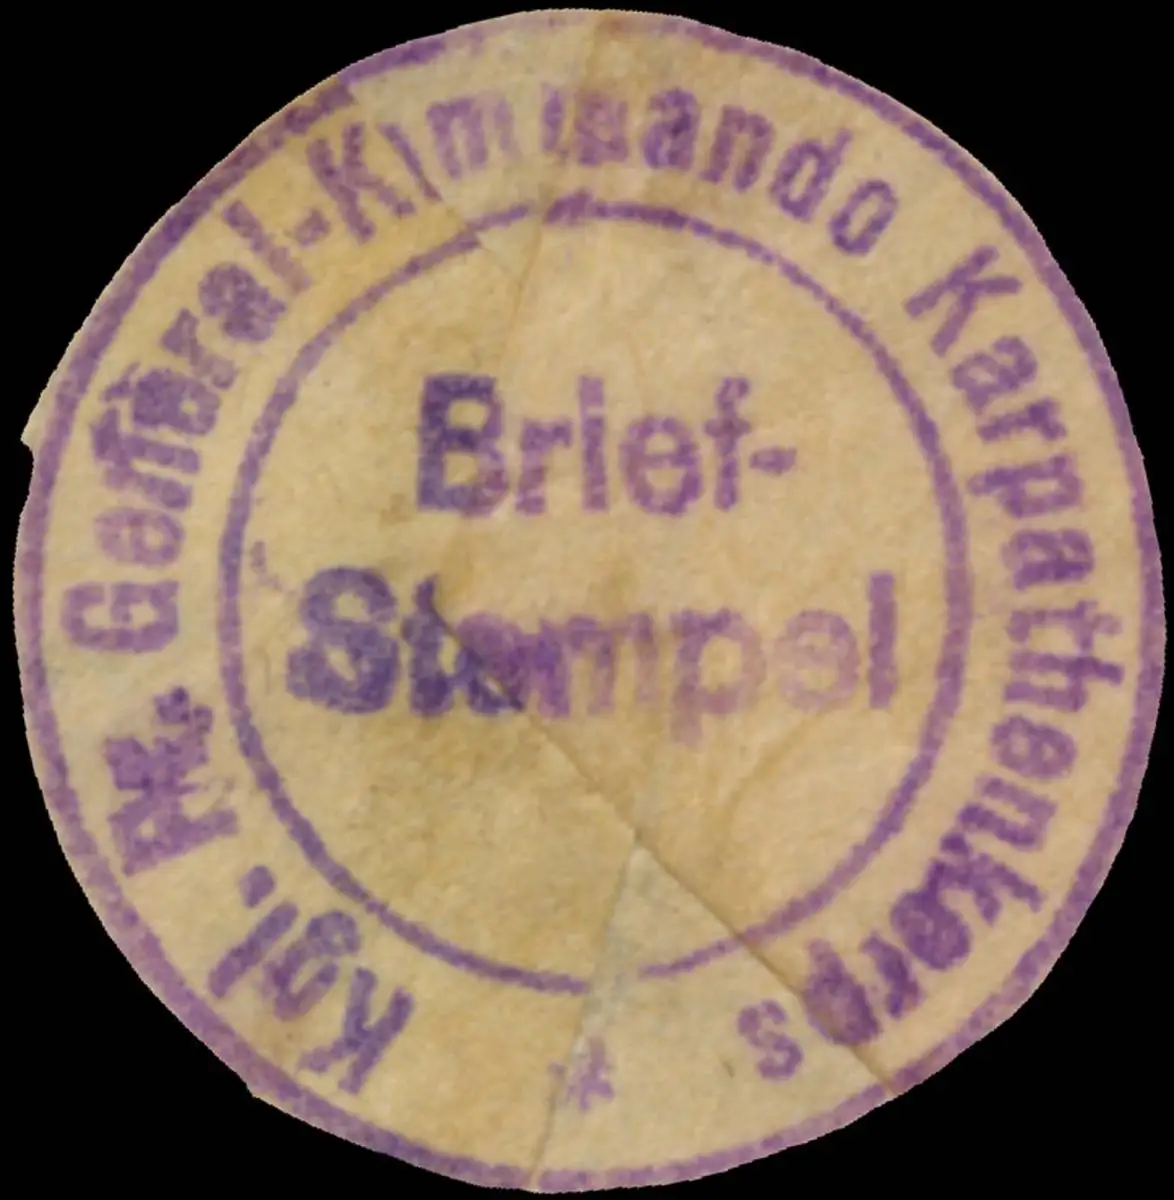 Kgl. Pr. General-Kommando Karpathenkorps *
Brief-
Stempel